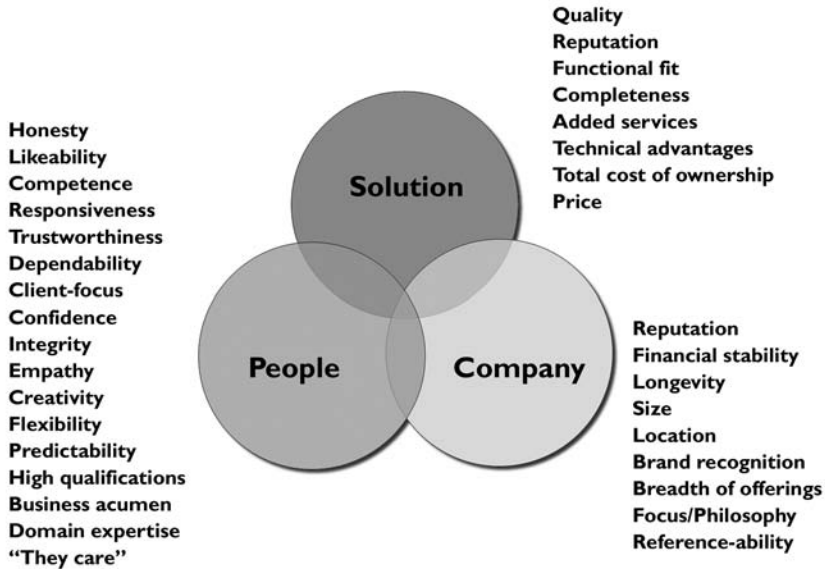 Quality
Reputation
Functional fit
Completeness
Added services
Technical advantages
Total cost of ownership
Price
Honesty
Likeability
Competence
Responsiveness
Trustworthiness
Dependability
Client-focus
Confidence
Integrity
Empathy
Creativity
Flexibility
Predictability
High qualifications
Business acumen
Domain expertise
“They care”
Solution
People
Company
Reputation
Financial stability
Longevity
Size
Location
Brand recognition
Breadth of offerings
Focus/Philosophy
Reference-ability